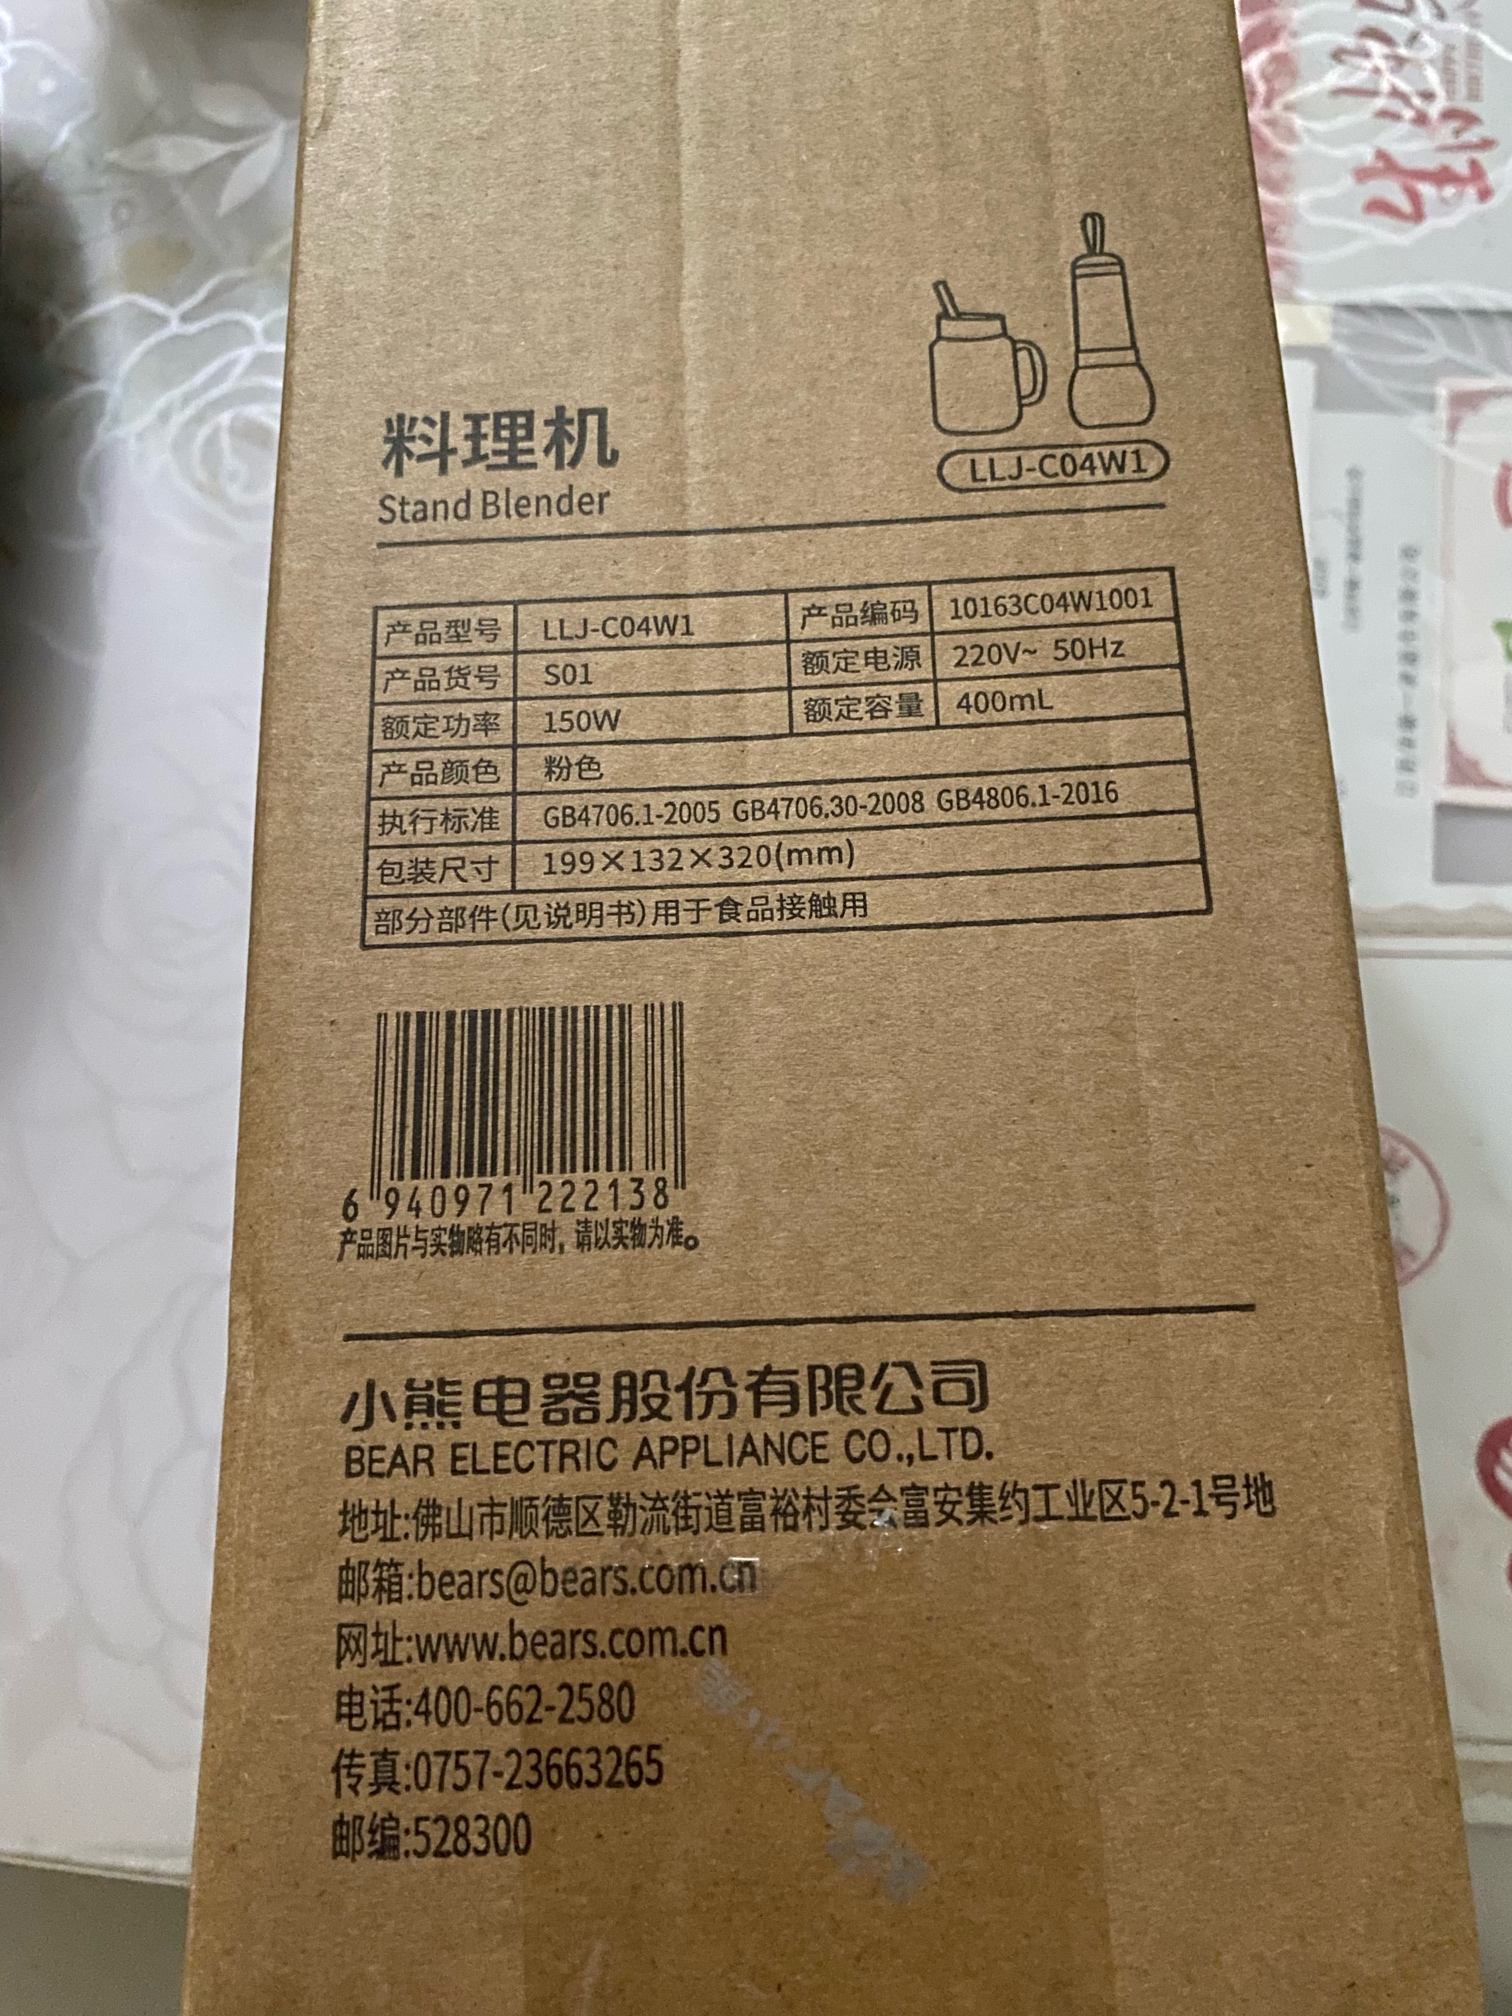 LLJ-C04W1
料理机
Stand Blender
产品型号 LLJ-C04W1 产品编码 10163C04W1001
产品货号 S01 额定电源 220V~ 50Hz
额定功率 150W 额定容量 400mL
产品颜色 粉色
执行标准 GB4706.1-2005 GB4706.30-2008 GB4806.1-2016
包装尺寸 199×132×320(mm)
部分部件(见说明书)用于食品接触用
6 940971 222138
产品图片与实物略有不同时，请以实物为准。
小熊电器股份有限公司
BEAR ELECTRIC APPLIANCE CO.,LTD.
地址:佛山市顺德区勒流街道富裕村委会富安集约工业区5-2-1号地
邮箱:bears@bears.com.cn
网址:www.bears.com.cn
电话:400-662-2580
传真:0757-23663265
邮编:528300